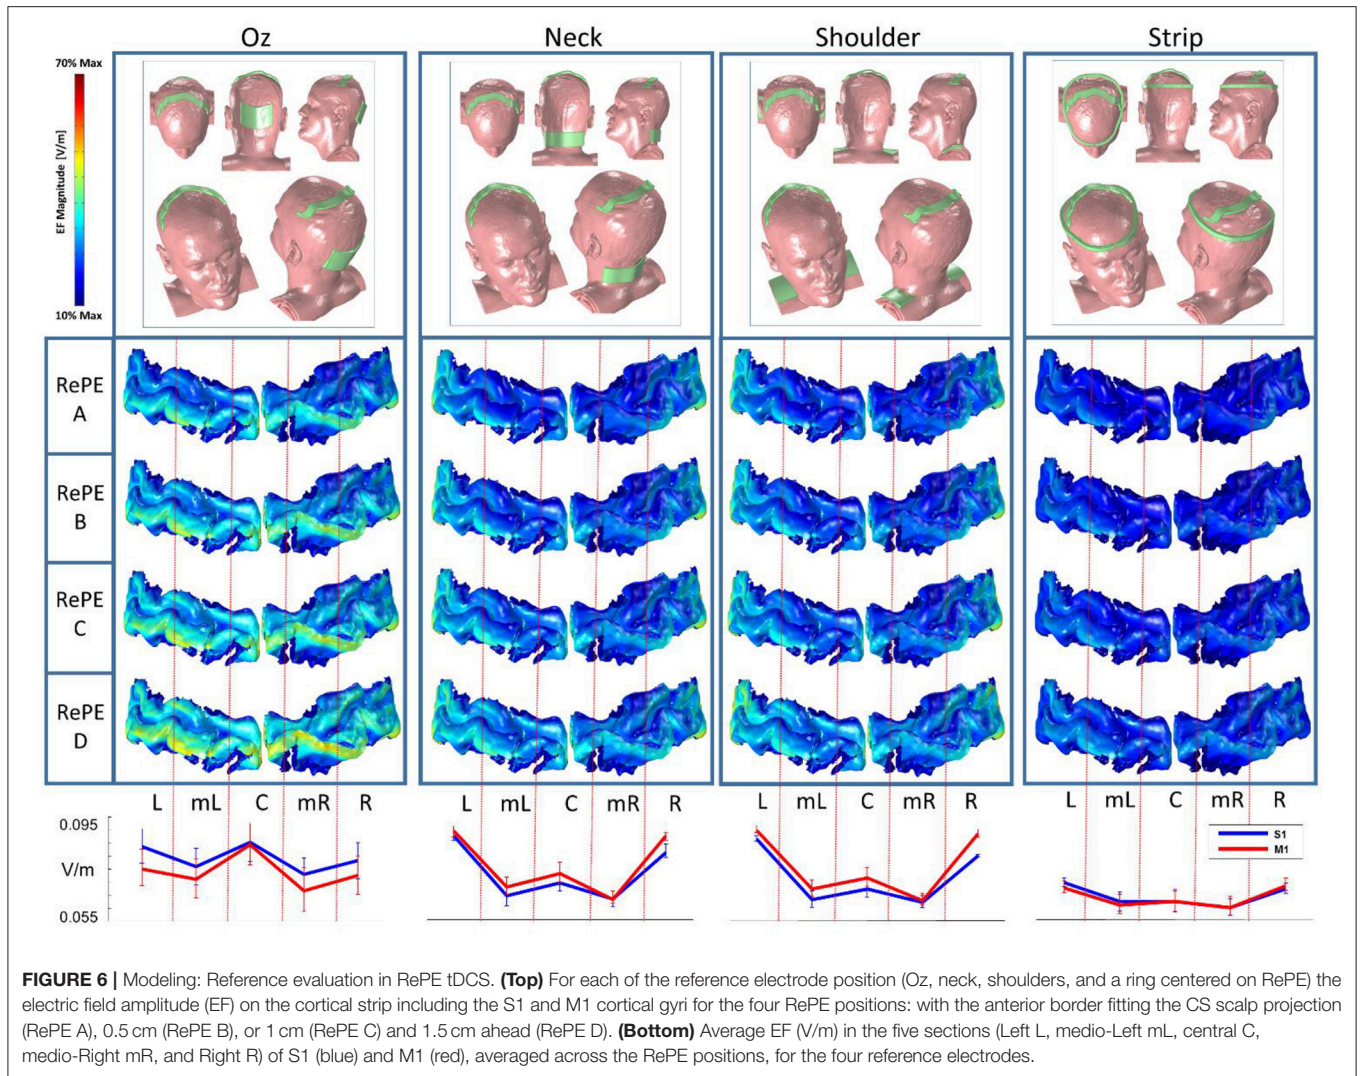 Oz Neck Shoulder Strip
70% Max
EF Magnitude [V/m]
10% Max
RePE
A
RePE
B
RePE
C
RePE
D
L mL C mR R L mL C mR R L mL C mR R L mL C mR R
0.095
V/m
0.055
S1
M1
FIGURE 6 | Modeling: Reference evaluation in RePE tDCS. (Top) For each of the reference electrode position (Oz, neck, shoulders, and a ring centered on RePE) the
electric field amplitude (EF) on the cortical strip including the S1 and M1 cortical gyri for the four RePE positions: with the anterior border fitting the CS scalp projection
(RePE A), 0.5 cm (RePE B), or 1 cm (RePE C) and 1.5 cm ahead (RePE D). (Bottom) Average EF (V/m) in the five sections (Left L, medio-Left mL, central C,
medio-Right mR, and Right R) of S1 (blue) and M1 (red), averaged across the RePE positions, for the four reference electrodes.